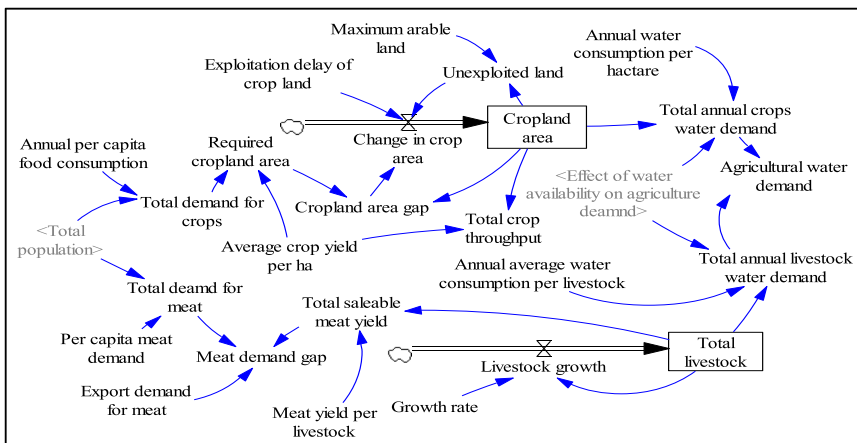 Maximum arable
land
Annual water
consumption per
hactare
Exploitation delay of
crop land
Unexploited land
Total annual crops
water demand
Cropland
area
Annual per capita
food consumption
Required
cropland area
Change in crop
area
Agricultural water
demand
<Effect of water
availability on agriculture
deamnd>
Total demand for
crops
Cropland area gap
Total crop
throughput
<Total
population>
Average crop yield
per ha
Annual average water
consumption per livestock
Total annual livestock
water demand
Total deamd for
meat
Total saleable
meat yield
Per capita meat
demand
Meat demand gap
Total
livestock
Livestock growth
Export demand
for meat
Meat yield per
livestock
Growth rate